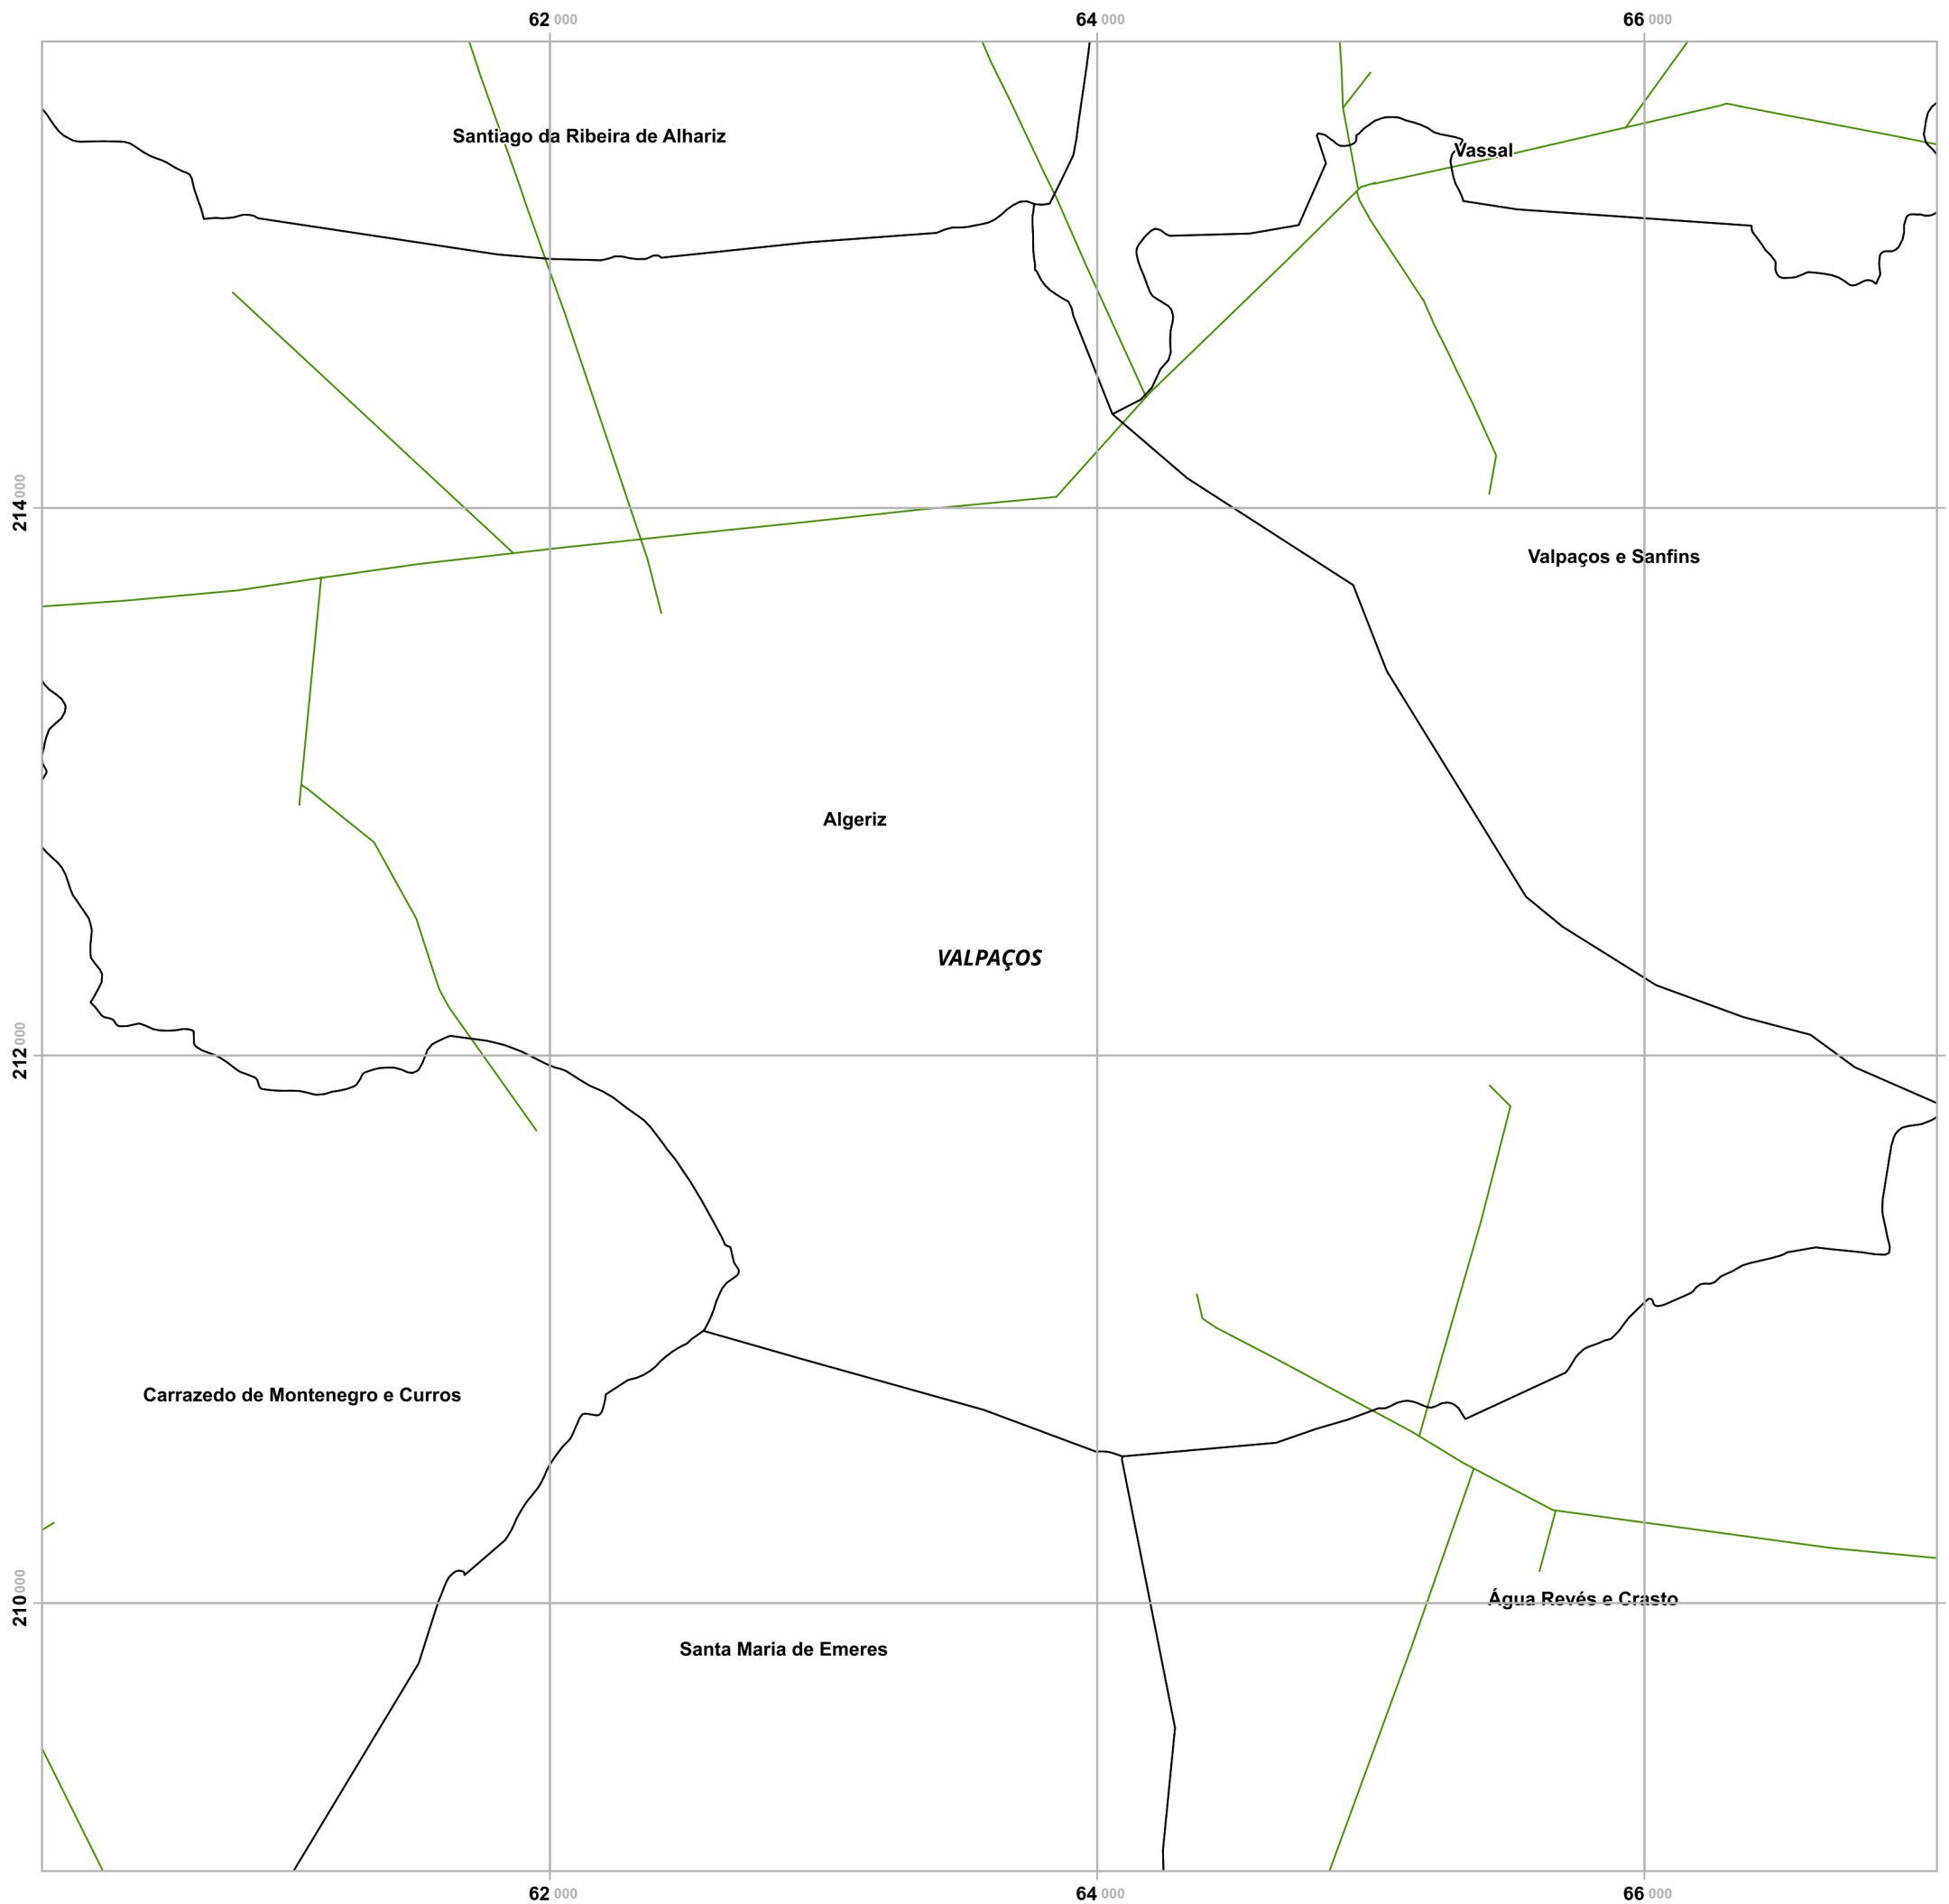 62 000 64 000 66 000
Santiago da Ribeira de Alhariz
Vassal
214 000
Valpaços e Sanfins
Algeriz
VALPAÇOS
212 000
Carrazedo de Montenegro e Curros
210 000
Água Revés e Crasto
Santa Maria de Emeres
62 000 64 000 66 000